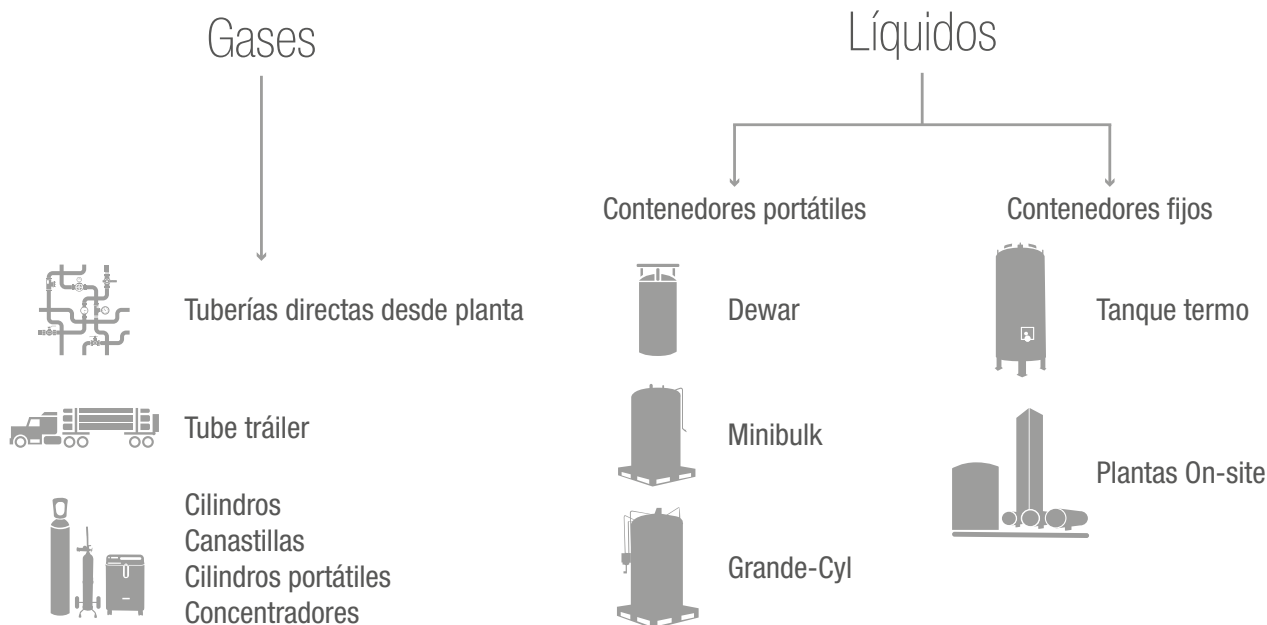 Gases
Tuberías directas desde planta
Tube tráiler
Cilindros
Canastillas
Cilindros portátiles
Concentradores
Líquidos
Contenedores portátiles
Dewar
Minibulk
Grande-Cyl
Contenedores fijos
Tanque termo
Plantas On-site